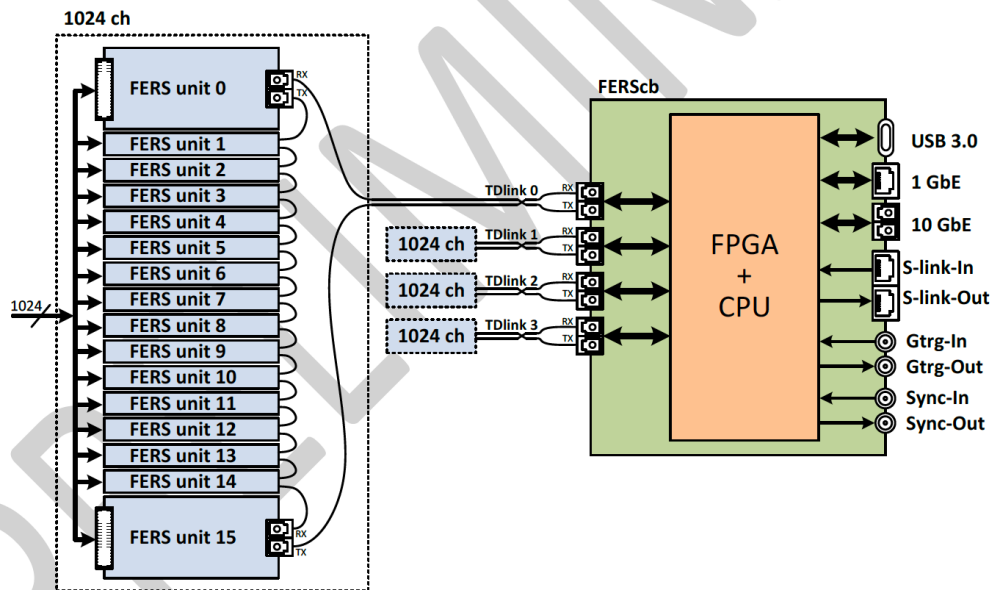 1024 ch
FERS unit 0
RX
TX
FERS unit 1
FERS unit 2
FERS unit 3
FERS unit 4
FERS unit 5
FERS unit 6
FERS unit 7
1024
FERS unit 8
FERS unit 9
FERS unit 10
FERS unit 11
FERS unit 12
FERS unit 13
FERS unit 14
FERS unit 15
RX
TX
TDlink 0
RX
TX
1024 ch
TDlink 1
RX
TX
1024 ch
TDlink 2
RX
TX
1024 ch
TDlink 3
RX
TX
FERScb
FPGA
+
CPU
USB 3.0
1 GbE
10 GbE
S-link-In
S-link-Out
Gtrg-In
Gtrg-Out
Sync-In
Sync-Out